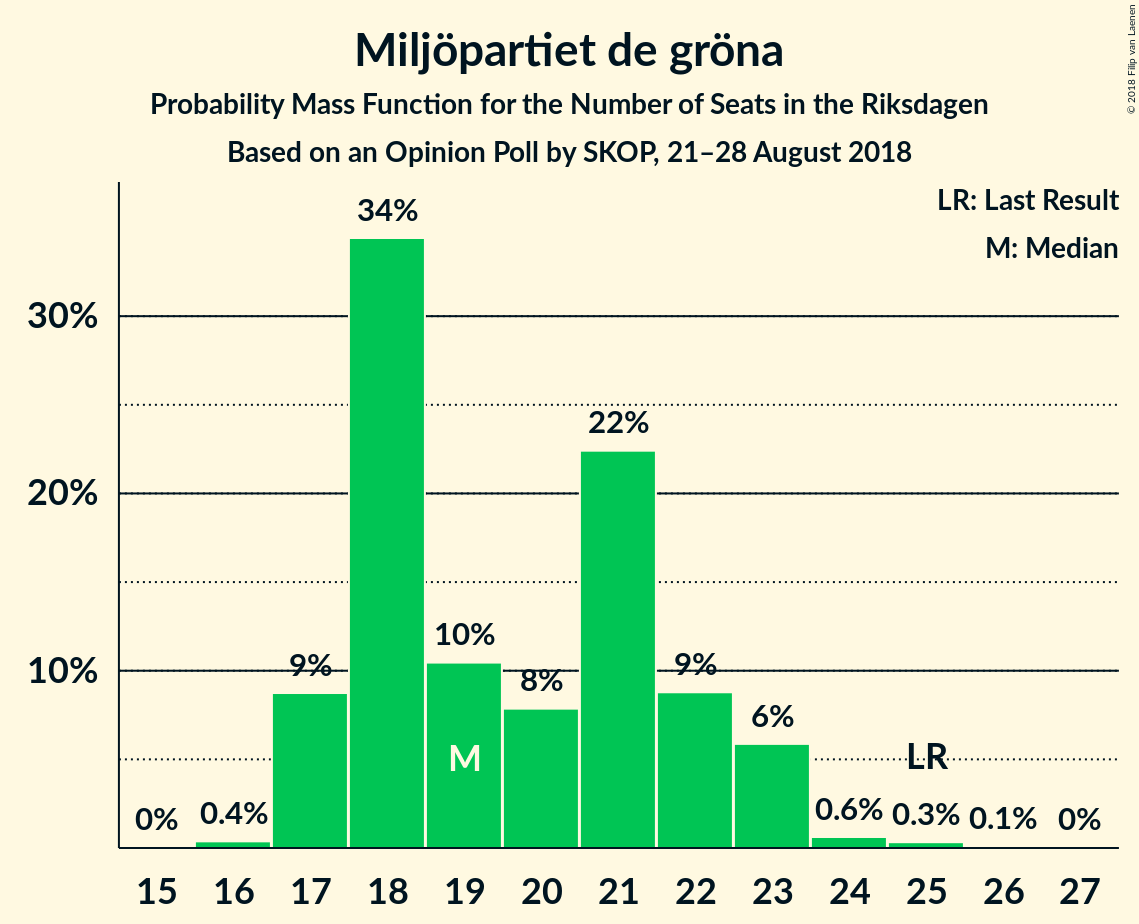 Miljöpartiet de gröna
Probability Mass Function for the Number of Seats in the Riksdagen
Based on an Opinion Poll by SKOP, 21–28 August 2018
© 2018 Filip van Laenen
LR: Last Result
M: Median
34%
30%
22%
20%
10%
10%
9%
8%
9%
6%
M
LR
0%
0.4%
0.6%
0.3%
0.1%
0%
15 16 17 18 19 20 21 22 23 24 25 26 27